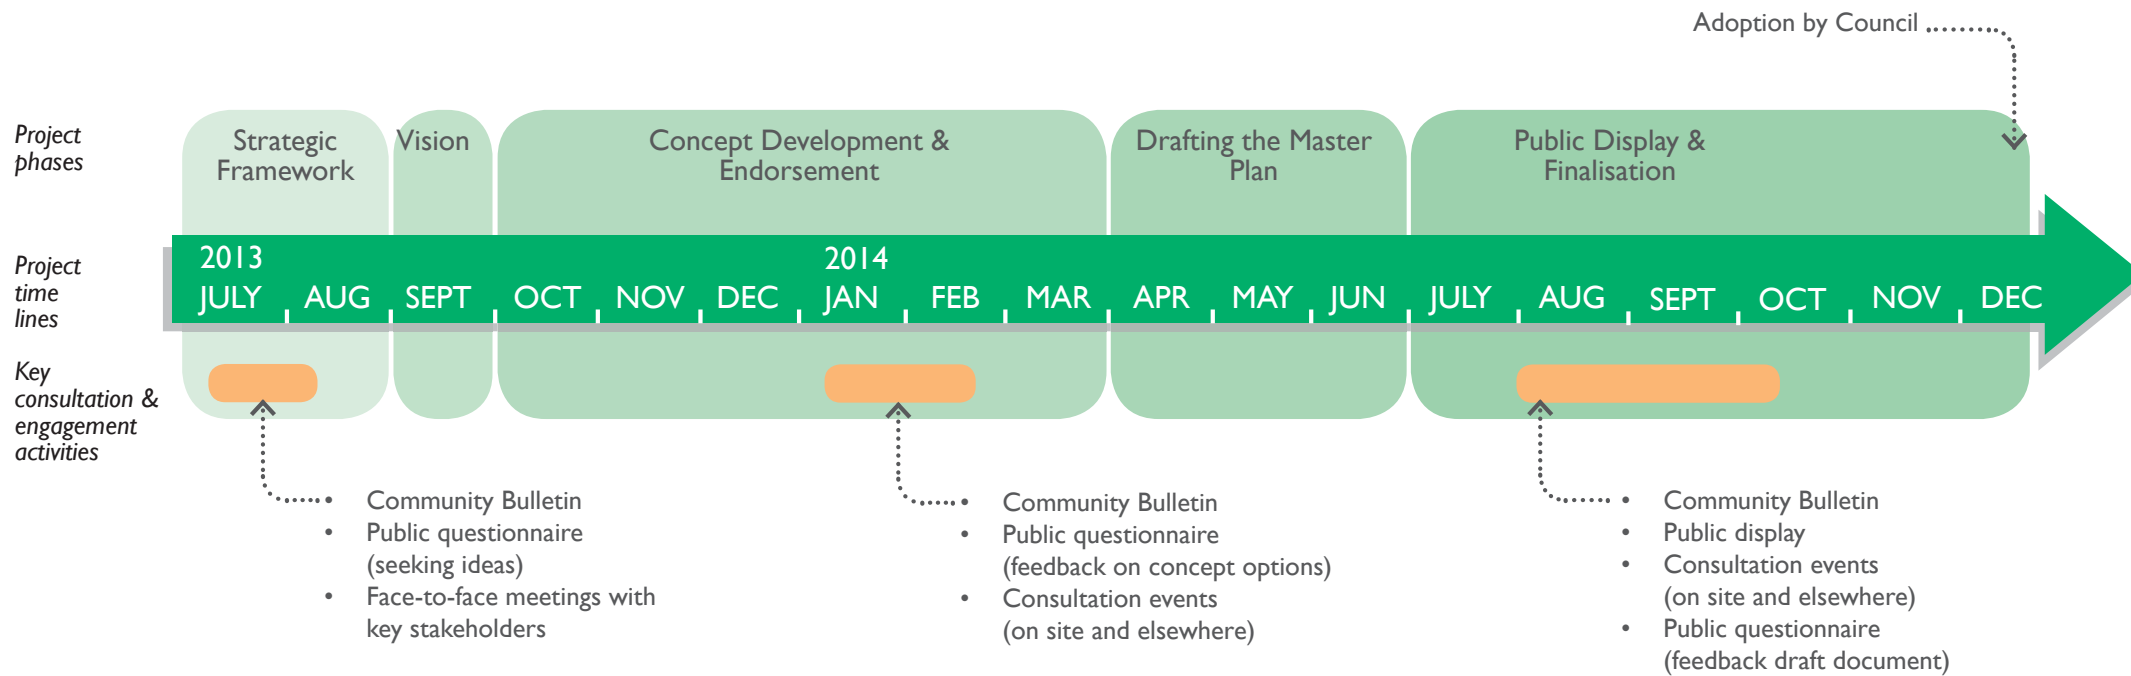 Adoption by Council
Project
phases
Strategic
Framework
Vision
Concept Development &
Endorsement
Drafting the Master
Plan
Public Display &
Finalisation
Project
time
lines
2013
2014
JULY AUG SEPT OCT NOV DEC JAN FEB MAR APR MAY JUN JULY AUG SEPT OCT NOV DEC
Key
consultation &
engagement
activities
• Community Bulletin
• Public questionnaire
(seeking ideas)
• Face-to-face meetings with
key stakeholders
• Community Bulletin
• Public questionnaire
(feedback on concept options)
• Consultation events
(on site and elsewhere)
• Community Bulletin
• Public display
• Consultation events
(on site and elsewhere)
• Public questionnaire
(feedback draft document)